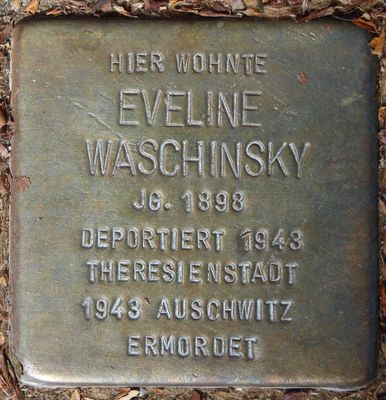 HIER WOHNTE
EVELINE
WASCHINSKY
JG. 1898
DEPORTIERT 1943
THERESIENSTADT
1943 AUSCHWITZ
ERMORDET